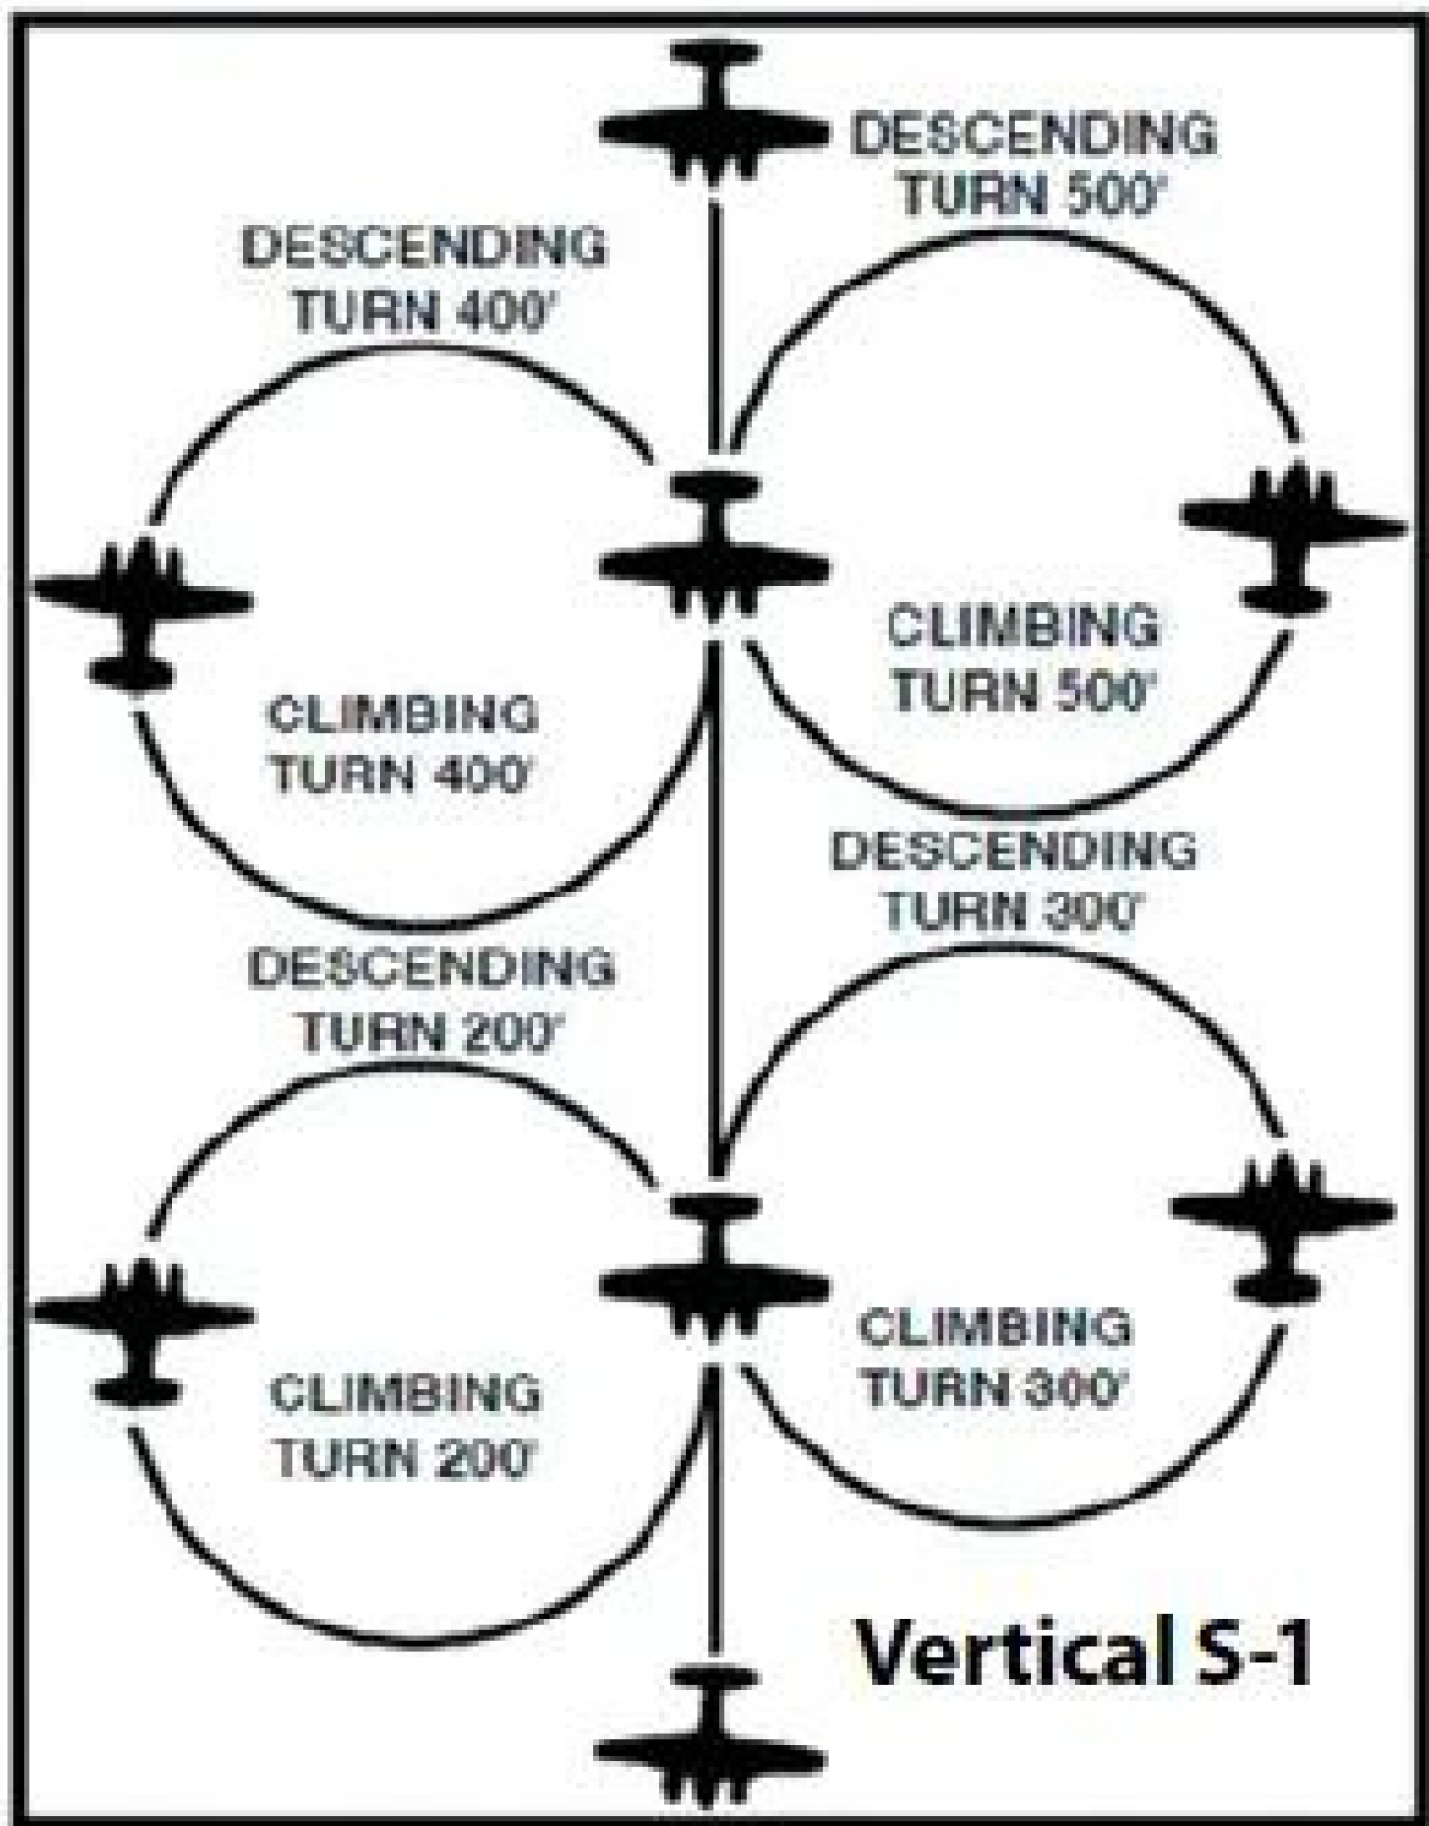 DESCENDING
TURN 500'
DESCENDING
TURN 400'
CLIMBING
TURN 500'
CLIMBING
TURN 400'
DESCENDING
TURN 300'
DESCENDING
TURN 200'
CLIMBING
TURN 300'
CLIMBING
TURN 200'
Vertical S-1